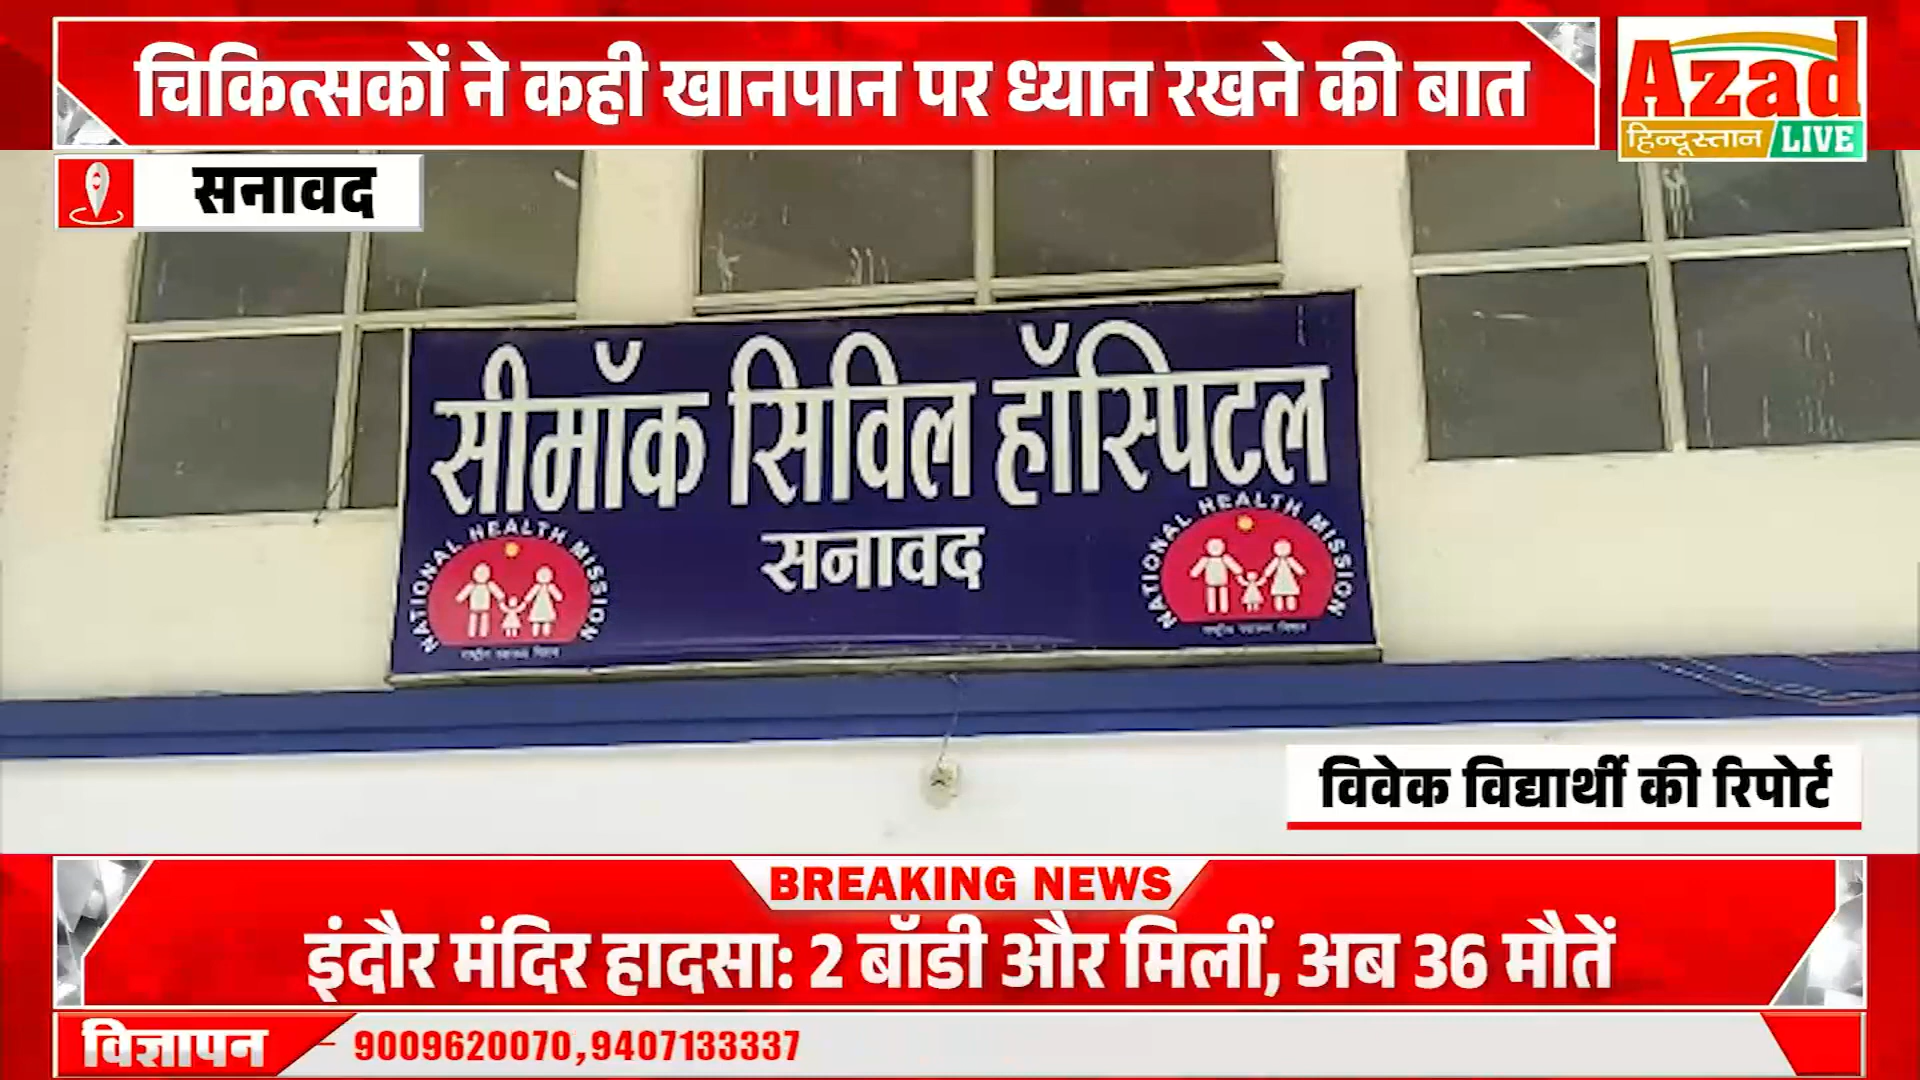 चिकित्सकों ने कही खानपान पर ध्यान रखने की बात
Azad
हिन्दूस्तान LIVE
सनावद
सीमॉक सिविल हॉस्पिटल
सनावद
NATIONAL HEALTH MISSION
NATIONAL HEALTH MISSION
विवेक विद्यार्थी की रिपोर्ट
BREAKING NEWS
इंदौर मंदिर हादसा: 2 बॉडी और मिलीं, अब 36 मौतें
विज्ञापन 9009620070,9407133337